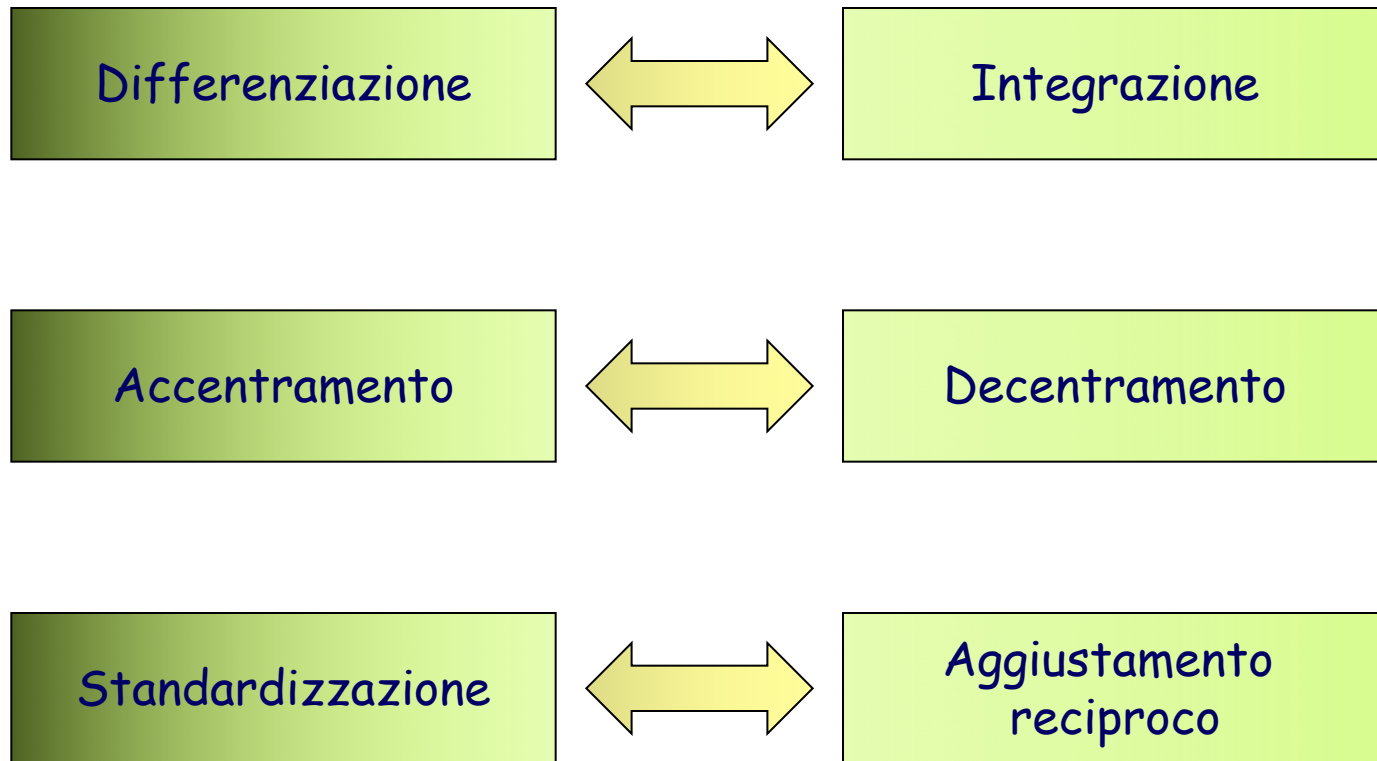 Differenziazione
Integrazione
Accentramento
Decentramento
Standardizzazione
Aggiustamento
reciproco